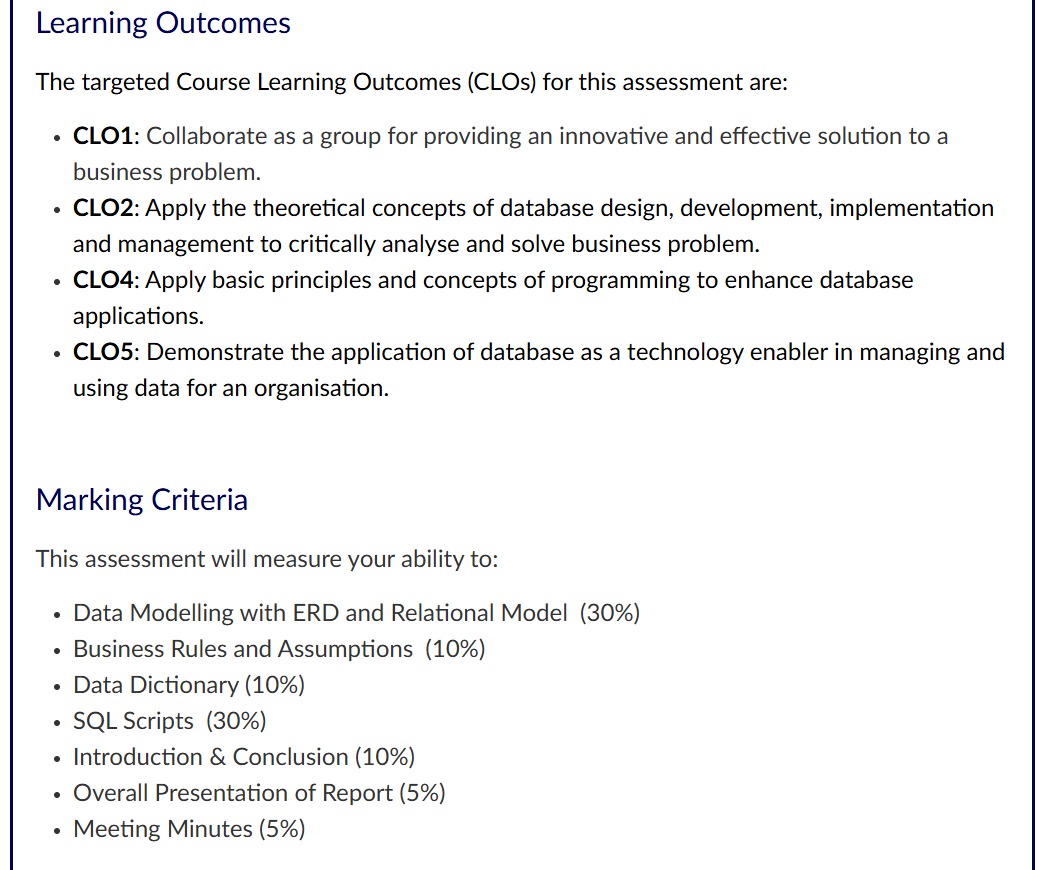 Learning Outcomes
The targeted Course Learning Outcomes (CLOs) for this assessment are:
• CLO1: Collaborate as a group for providing an innovative and effective solution to a
business problem.
• CLO2: Apply the theoretical concepts of database design, development, implementation
and management to critically analyse and solve business problem.
• CLO4: Apply basic principles and concepts of programming to enhance database
applications.
• CLO5: Demonstrate the application of database as a technology enabler in managing and
using data for an organisation.
Marking Criteria
This assessment will measure your ability to:
• Data Modelling with ERD and Relational Model (30%)
• Business Rules and Assumptions (10%)
• Data Dictionary (10%)
• SQL Scripts (30%)
• Introduction & Conclusion (10%)
• Overall Presentation of Report (5%)
• Meeting Minutes (5%)